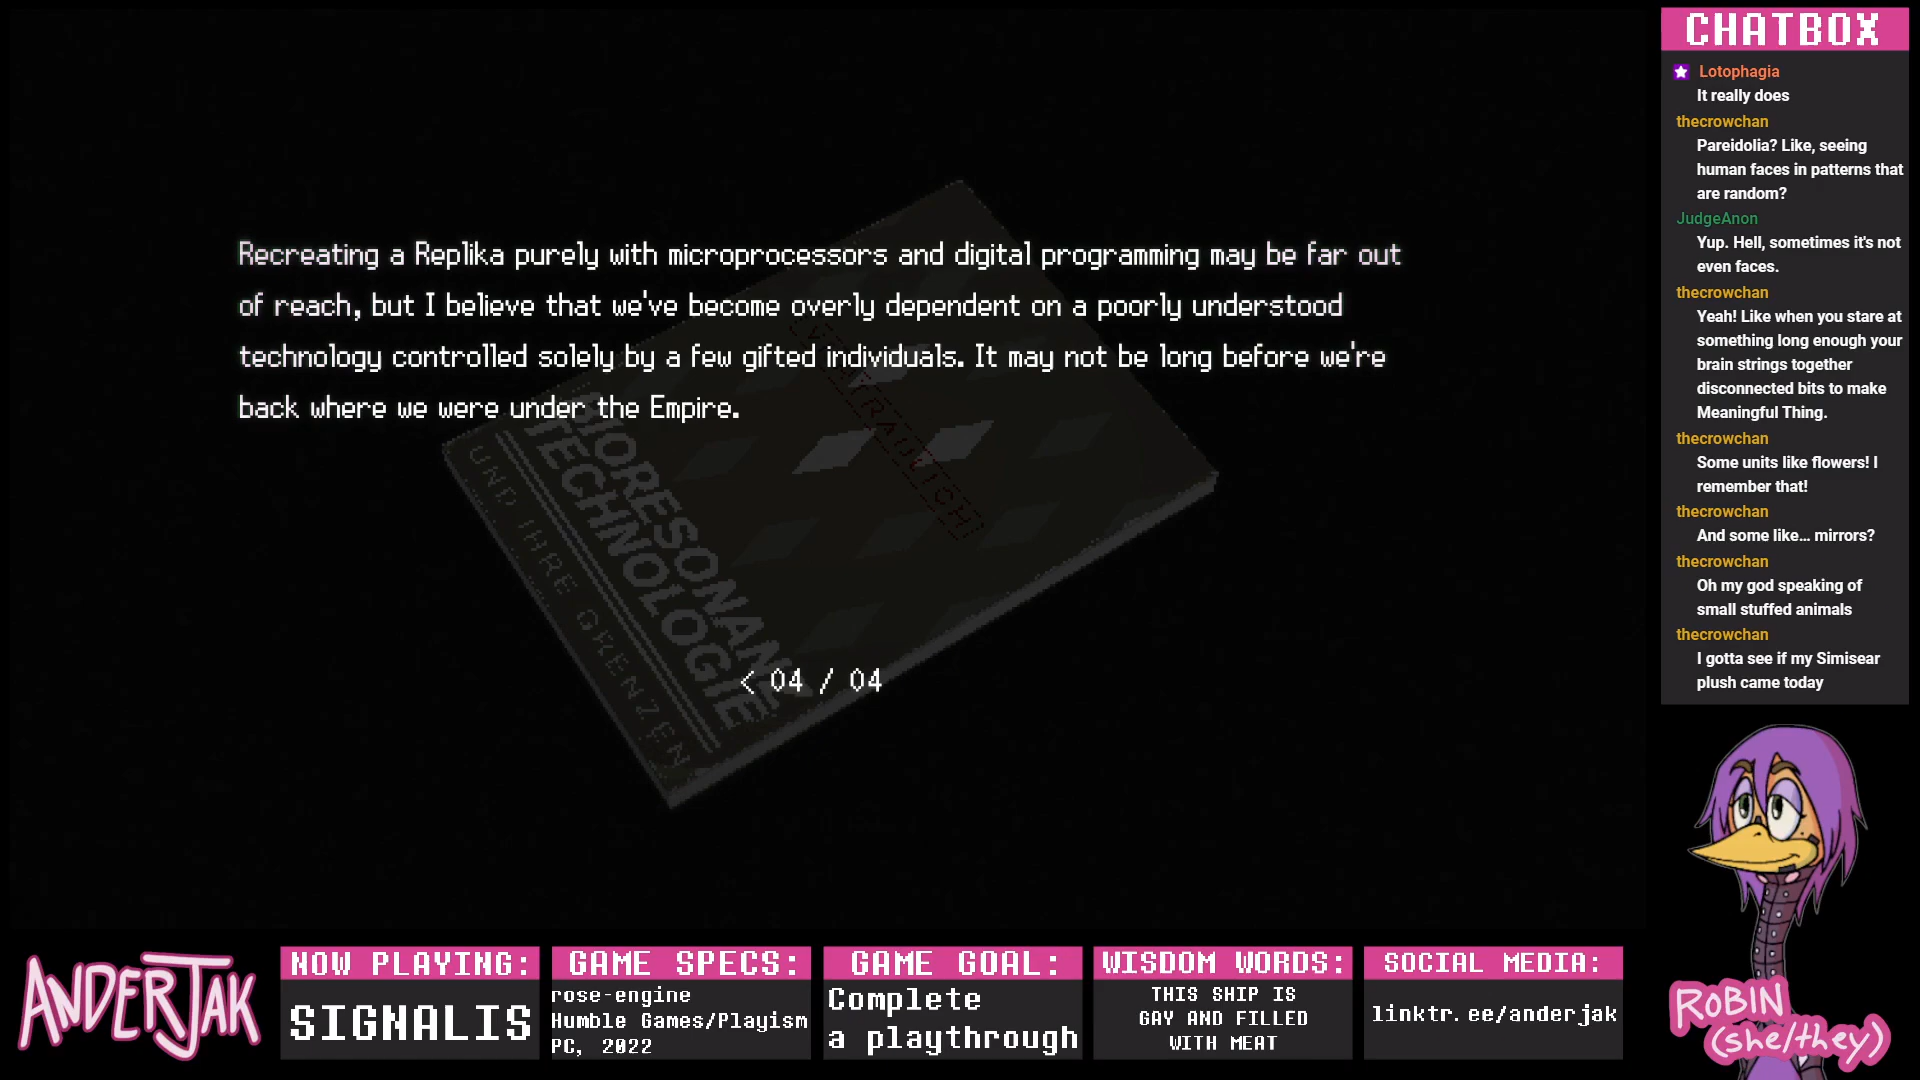 Recreating a Replika purely with microprocessors and digital programming may be far out
of reach, but I believe that we've become overly dependent on a poorly understood
technology controlled solely by a few gifted individuals. It may not be long before we're
back where we were under the Empire.
BIORESONANZ
TECHNOLOGIE
UND IHRE GRENZEN
< 04 / 04
CHATBOX
Lotophagia
It really does
thecrowchan
Pareidolia? Like, seeing
human faces in patterns that
are random?
JudgeAnon
Yup. Hell, sometimes it's not
even faces.
thecrowchan
Yeah! Like when you stare at
something long enough your
brain strings together
disconnected bits to make
Meaningful Thing.
thecrowchan
Some units like flowers! I
remember that!
thecrowchan
And some like... mirrors?
thecrowchan
Oh my god speaking of
small stuffed animals
thecrowchan
I gotta see if my Simisear
plush came today
ANDERJAK
NOW PLAYING:
SIGNALIS
GAME SPECS:
rose-engine
Humble Games/Playism
PC, 2022
GAME GOAL:
Complete
a playthrough
WISDOM WORDS:
THIS SHIP IS
GAY AND FILLED
WITH MEAT
SOCIAL MEDIA:
linktr.ee/anderjak
ROBIN
(she/they)